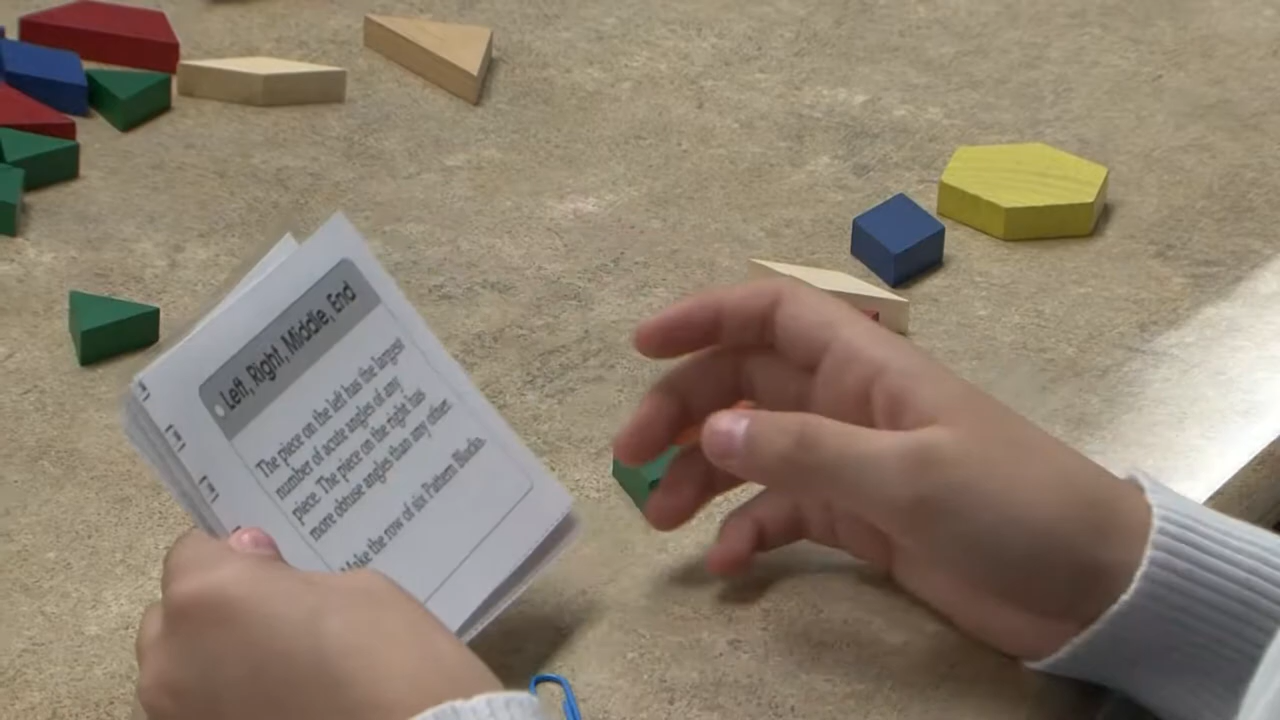 Left, Right, Middle, End
The piece on the left has the largest
number of acute angles of any
piece. The piece on the right has
more obtuse angles than any other.
Make the row of six Pattern Blocks.